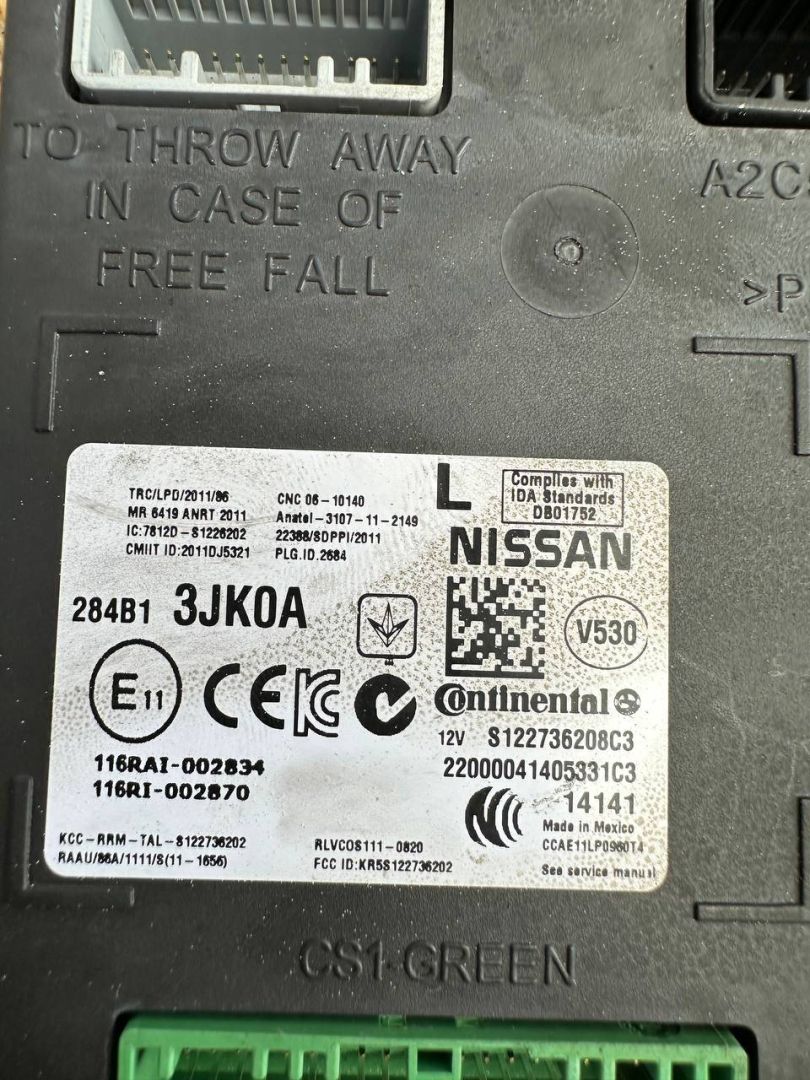 TO THROW AWAY
IN CASE OF
FREE FALL
A2C
>P
TRC/LPD/2011/86
MR 6419 ANRT 2011
IC:7812D-S1226202
CMIIT ID:2011DJ5321
CNC 06-10140
Anatel-3107-11-2149
22388/SDPPI/2011
PLG.ID.2684
L
Complies with
IDA Standards
DB01752
NISSAN
284B1 3JK0A
V530
E11
CE
Continental
12V S122736208C3
22000041405331C3
14141
Made in Mexico
CCAE11LP0960T4
See service manual
116RAI-002834
116RI-002870
KCC-RRM-TAL-S122736202
RAAU/86A/1111/S(11-1656)
RLVCOS111-0820
FCC ID:KR5S122736202
CS1-GREEN